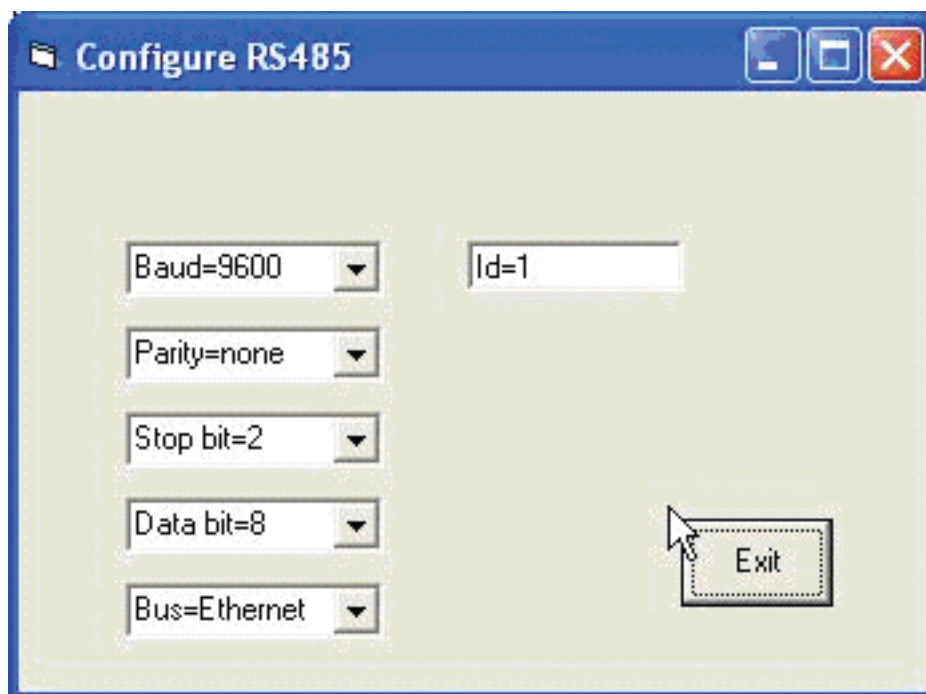 Configure RS485
Baud=9600
Id=1
Parity=none
Stop bit=2
Data bit=8
Exit
Bus=Ethernet